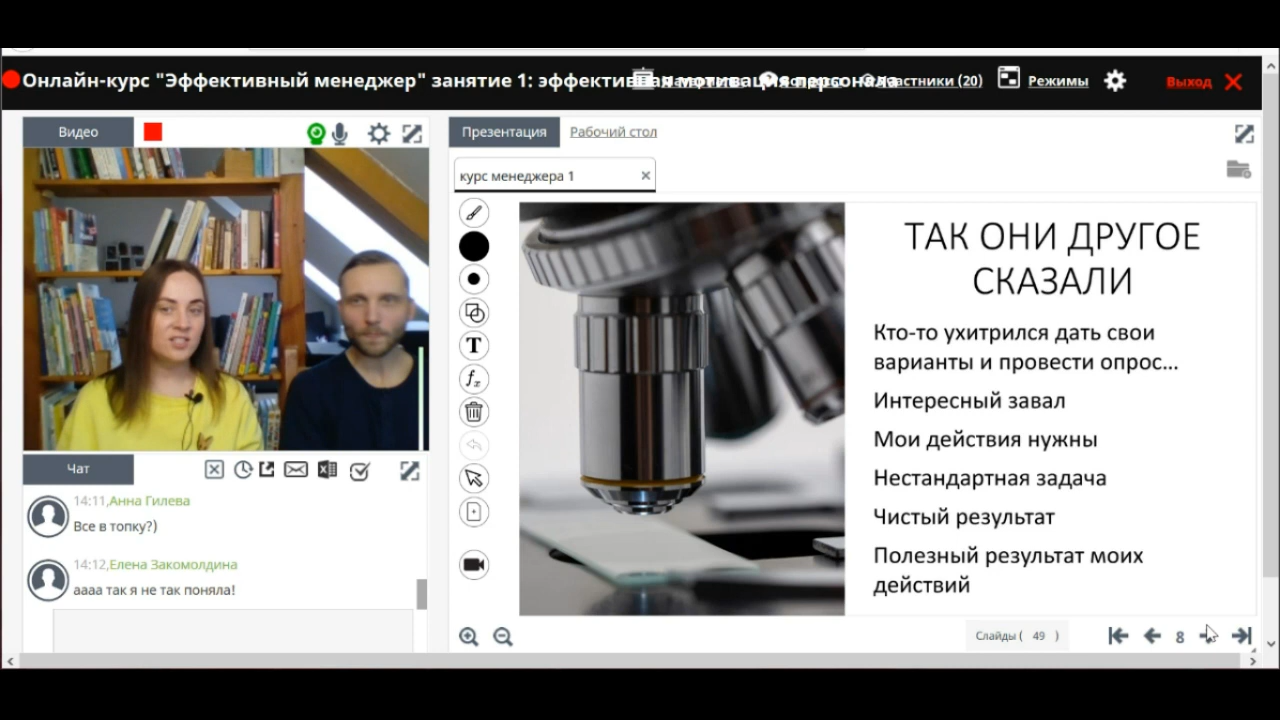 Онлайн-курс "Эффективный менеджер" занятие 1: эффективная мотивация персонала
Участники (20)
Режимы
Выход
Видео
Презентация
Рабочий стол
курс менеджера 1
ТАК ОНИ ДРУГОЕ
СКАЗАЛИ
Кто-то ухитрился дать свои
варианты и провести опрос...
Интересный завал
Мои действия нужны
Нестандартная задача
Чистый результат
Полезный результат моих
действий
T
fx
Чат
14:11,Анна Гилева
Все в топку?)
14:12,Елена Закомолдина
аааа так я не так поняла!
Слайды ( 49 )
8